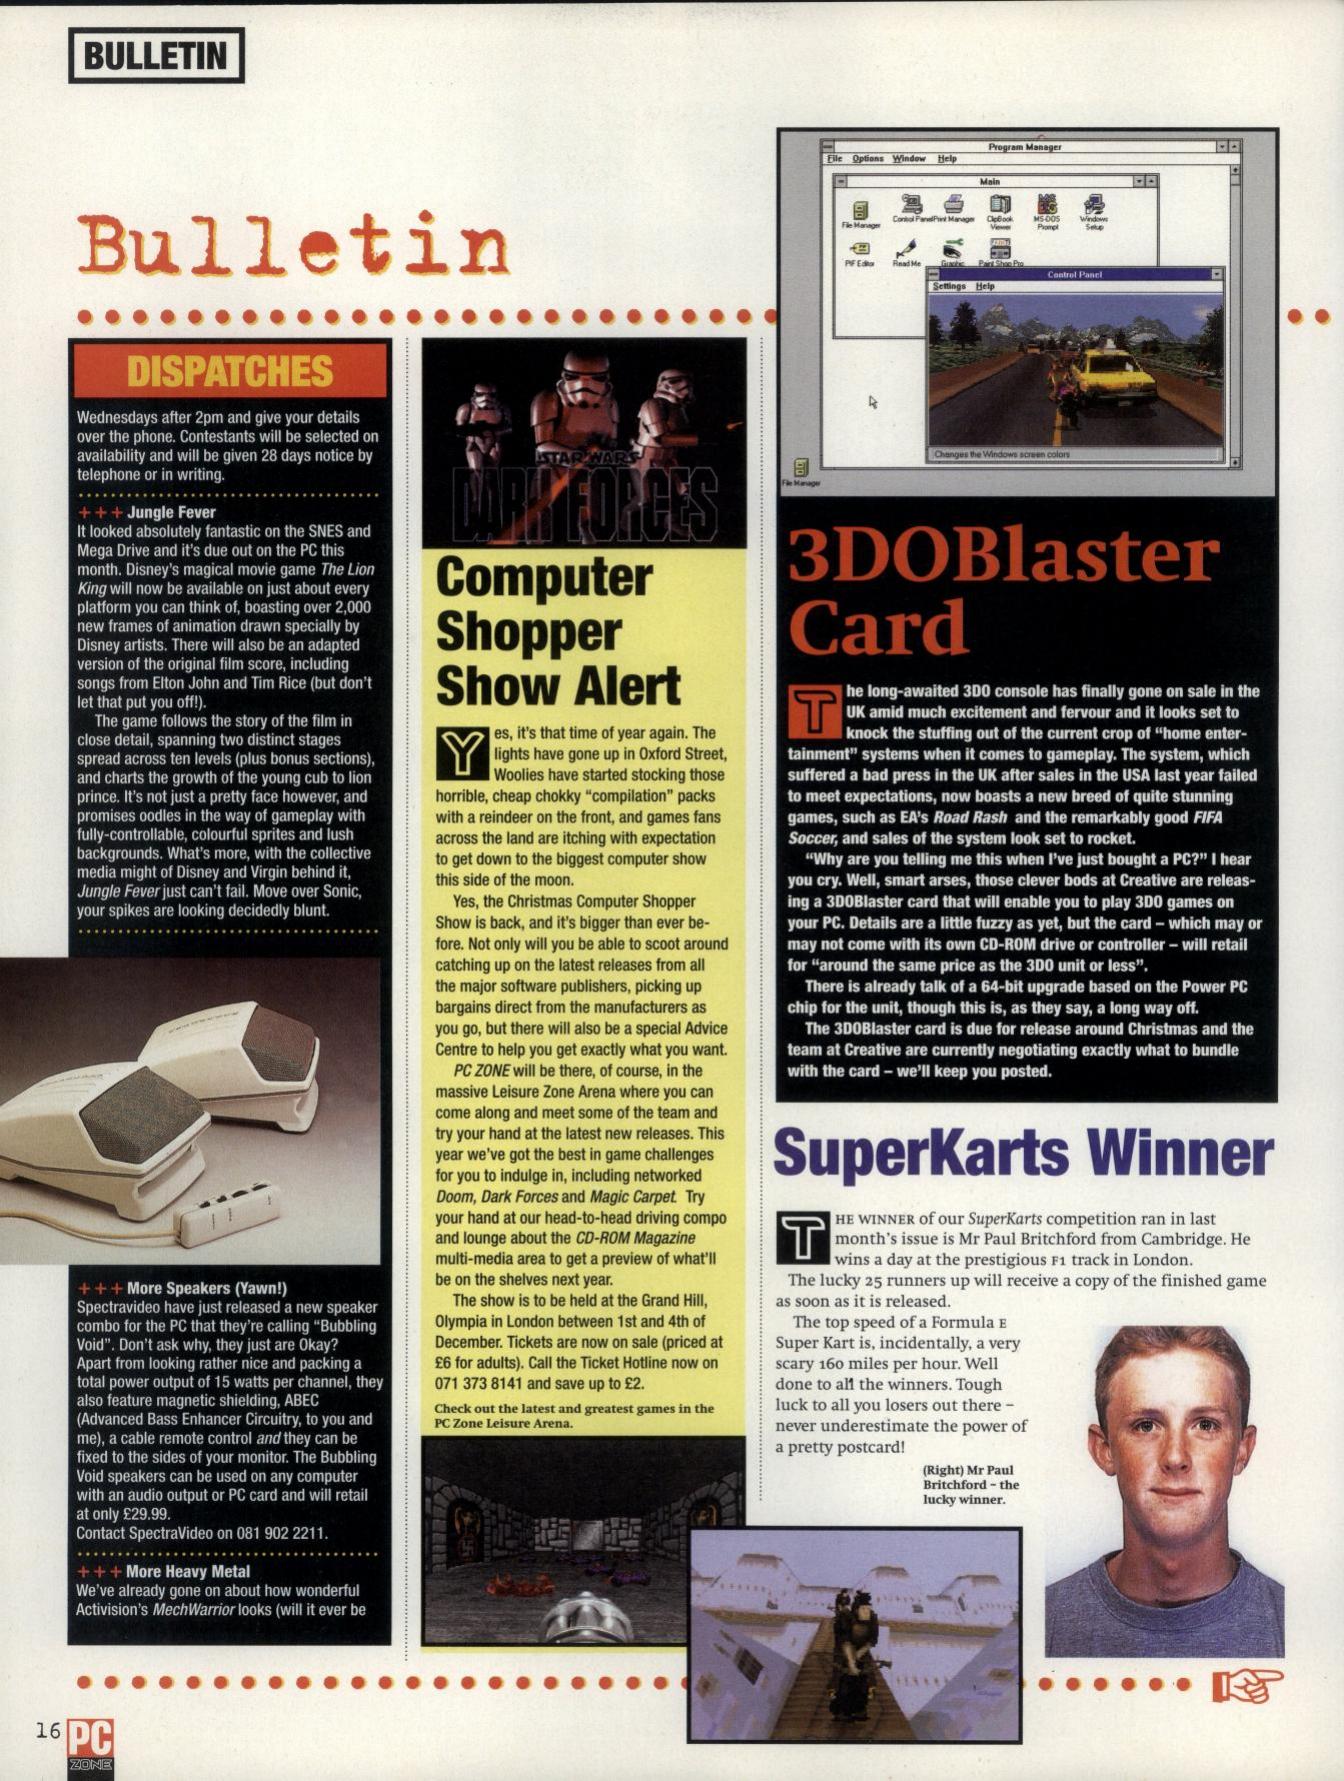 BULLETIN
Bulletin
DISPATCHES
Wednesdays after 2pm and give your details
over the phone. Contestants will be selected on
availability and will be given 28 days notice by
telephone or in writing.
+++ Jungle Fever
It looked absolutely fantastic on the SNES and
Mega Drive and it's due out on the PC this
month. Disney's magical movie game The Lion
King will now be available on just about every
platform you can think of, boasting over 2,000
new frames of animation drawn specially by
Disney artists. There will also be an adapted
version of the original film score, including
songs from Elton John and Tim Rice (but don't
let that put you off!).
The game follows the story of the film in
close detail, spanning two distinct stages
spread across ten levels (plus bonus sections),
and charts the growth of the young cub to lion
prince. It's not just a pretty face however, and
promises oodles in the way of gameplay with
fully-controllable, colourful sprites and lush
backgrounds. What's more, with the collective
media might of Disney and Virgin behind it,
Jungle Fever just can't fail. Move over Sonic,
your spikes are looking decidedly blunt.
+++ More Speakers (Yawn!)
Spectravideo have just released a new speaker
combo for the PC that they're calling "Bubbling
Void". Don't ask why, they just are Okay?
Apart from looking rather nice and packing a
total power output of 15 watts per channel, they
also feature magnetic shielding, ABEC
(Advanced Bass Enhancer Circuitry, to you and
me), a cable remote control and they can be
fixed to the sides of your monitor. The Bubbling
Void speakers can be used on any computer
with an audio output or PC card and will retail
at only £29.99.
Contact SpectraVideo on 081 902 2211.
+++ More Heavy Metal
We've already gone on about how wonderful
Activision's MechWarrior looks (will it ever be
STAR WARS
DARK FORCES
Computer
Shopper
Show Alert
Yes, it's that time of year again. The
lights have gone up in Oxford Street,
Woolies have started stocking those
horrible, cheap chokky "compilation" packs
with a reindeer on the front, and games fans
across the land are itching with expectation
to get down to the biggest computer show
this side of the moon.
Yes, the Christmas Computer Shopper
Show is back, and it's bigger than ever be-
fore. Not only will you be able to scoot around
catching up on the latest releases from all
the major software publishers, picking up
bargains direct from the manufacturers as
you go, but there will also be a special Advice
Centre to help you get exactly what you want.
PC ZONE will be there, of course, in the
massive Leisure Zone Arena where you can
come along and meet some of the team and
try your hand at the latest new releases. This
year we've got the best in game challenges
for you to indulge in, including networked
Doom, Dark Forces and Magic Carpet. Try
your hand at our head-to-head driving compo
and lounge about the CD-ROM Magazine
multi-media area to get a preview of what'll
be on the shelves next year.
The show is to be held at the Grand Hill,
Olympia in London between 1st and 4th of
December. Tickets are now on sale (priced at
£6 for adults). Call the Ticket Hotline now on
071 373 8141 and save up to £2.
Check out the latest and greatest games in the
PC Zone Leisure Arena.
Program Manager
File Options Window Help
Main
File Manager Control Panel Print Manager ClipBook Viewer MS-DOS Prompt Windows Setup
PIF Editor Read Me Graphic Paint Shop Pro
Control Panel
Settings Help
Changes the Windows screen colors
File Manager
3DOBlaster
Card
The long-awaited 3DO console has finally gone on sale in the
UK amid much excitement and fervour and it looks set to
knock the stuffing out of the current crop of "home enter-
tainment" systems when it comes to gameplay. The system, which
suffered a bad press in the UK after sales in the USA last year failed
to meet expectations, now boasts a new breed of quite stunning
games, such as EA's Road Rash and the remarkably good FIFA
Soccer, and sales of the system look set to rocket.
"Why are you telling me this when I've just bought a PC?" I hear
you cry. Well, smart arses, those clever bods at Creative are releas-
ing a 3DOBlaster card that will enable you to play 3DO games on
your PC. Details are a little fuzzy as yet, but the card – which may or
may not come with its own CD-ROM drive or controller – will retail
for "around the same price as the 3DO unit or less".
There is already talk of a 64-bit upgrade based on the Power PC
chip for the unit, though this is, as they say, a long way off.
The 3DOBlaster card is due for release around Christmas and the
team at Creative are currently negotiating exactly what to bundle
with the card – we'll keep you posted.
SuperKarts Winner
THE WINNER of our SuperKarts competition ran in last
month's issue is Mr Paul Britchford from Cambridge. He
wins a day at the prestigious F1 track in London.
The lucky 25 runners up will receive a copy of the finished game
as soon as it is released.
The top speed of a Formula E
Super Kart is, incidentally, a very
scary 160 miles per hour. Well
done to all the winners. Tough
luck to all you losers out there –
never underestimate the power of
a pretty postcard!
(Right) Mr Paul
Britchford – the
lucky winner.
16
PC
ZONE